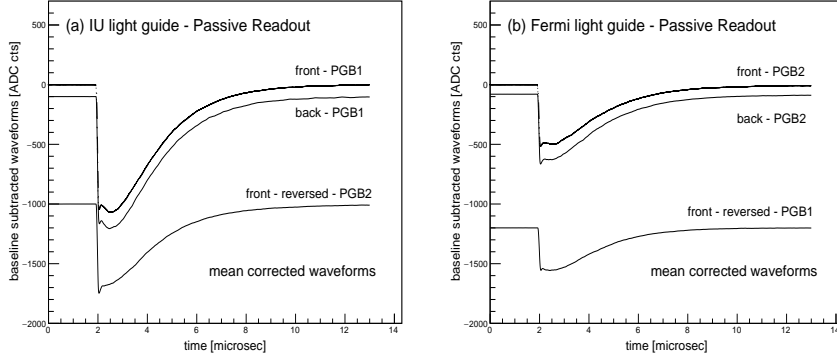 (a) IU light guide - Passive Readout
baseline subtracted waveforms [ADC cts]
500
0
−500
−1000
−1500
−2000
front - PGB1
back - PGB1
front - reversed - PGB2
mean corrected waveforms
0 2 4 6 8 10 12 14
time [microsec]
(b) Fermi light guide - Passive Readout
baseline subtracted waveforms [ADC cts]
500
0
−500
−1000
−1500
−2000
front - PGB2
back - PGB2
front - reversed - PGB1
mean corrected waveforms
0 2 4 6 8 10 12 14
time [microsec]